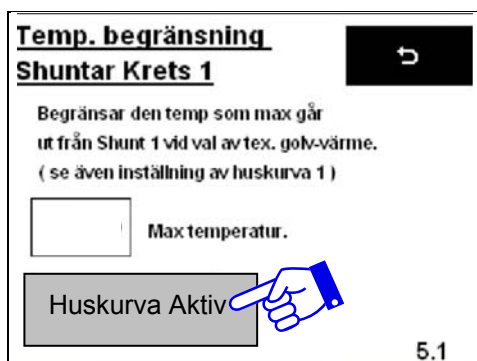 Temp. begränsning
Shuntar Krets 1
Begränsar den temp som max går
ut från Shunt 1 vid val av tex. golv-värme.
( se även inställning av huskurva 1 )
Max temperatur.
Huskurva Aktiv
5.1